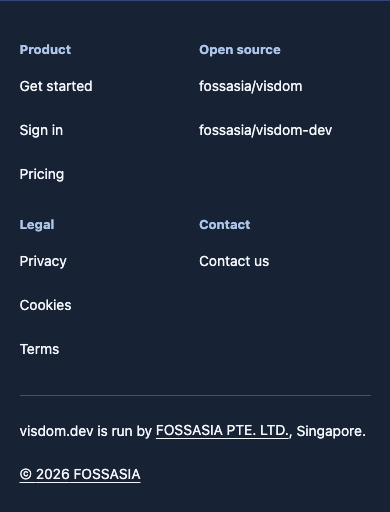 Product
Get started
Sign in
Pricing
Open source
fossasia/visdom
fossasia/visdom-dev
Legal
Privacy
Cookies
Terms
Contact
Contact us
visdom.dev is run by FOSSASIA PTE. LTD., Singapore.
© 2026 FOSSASIA